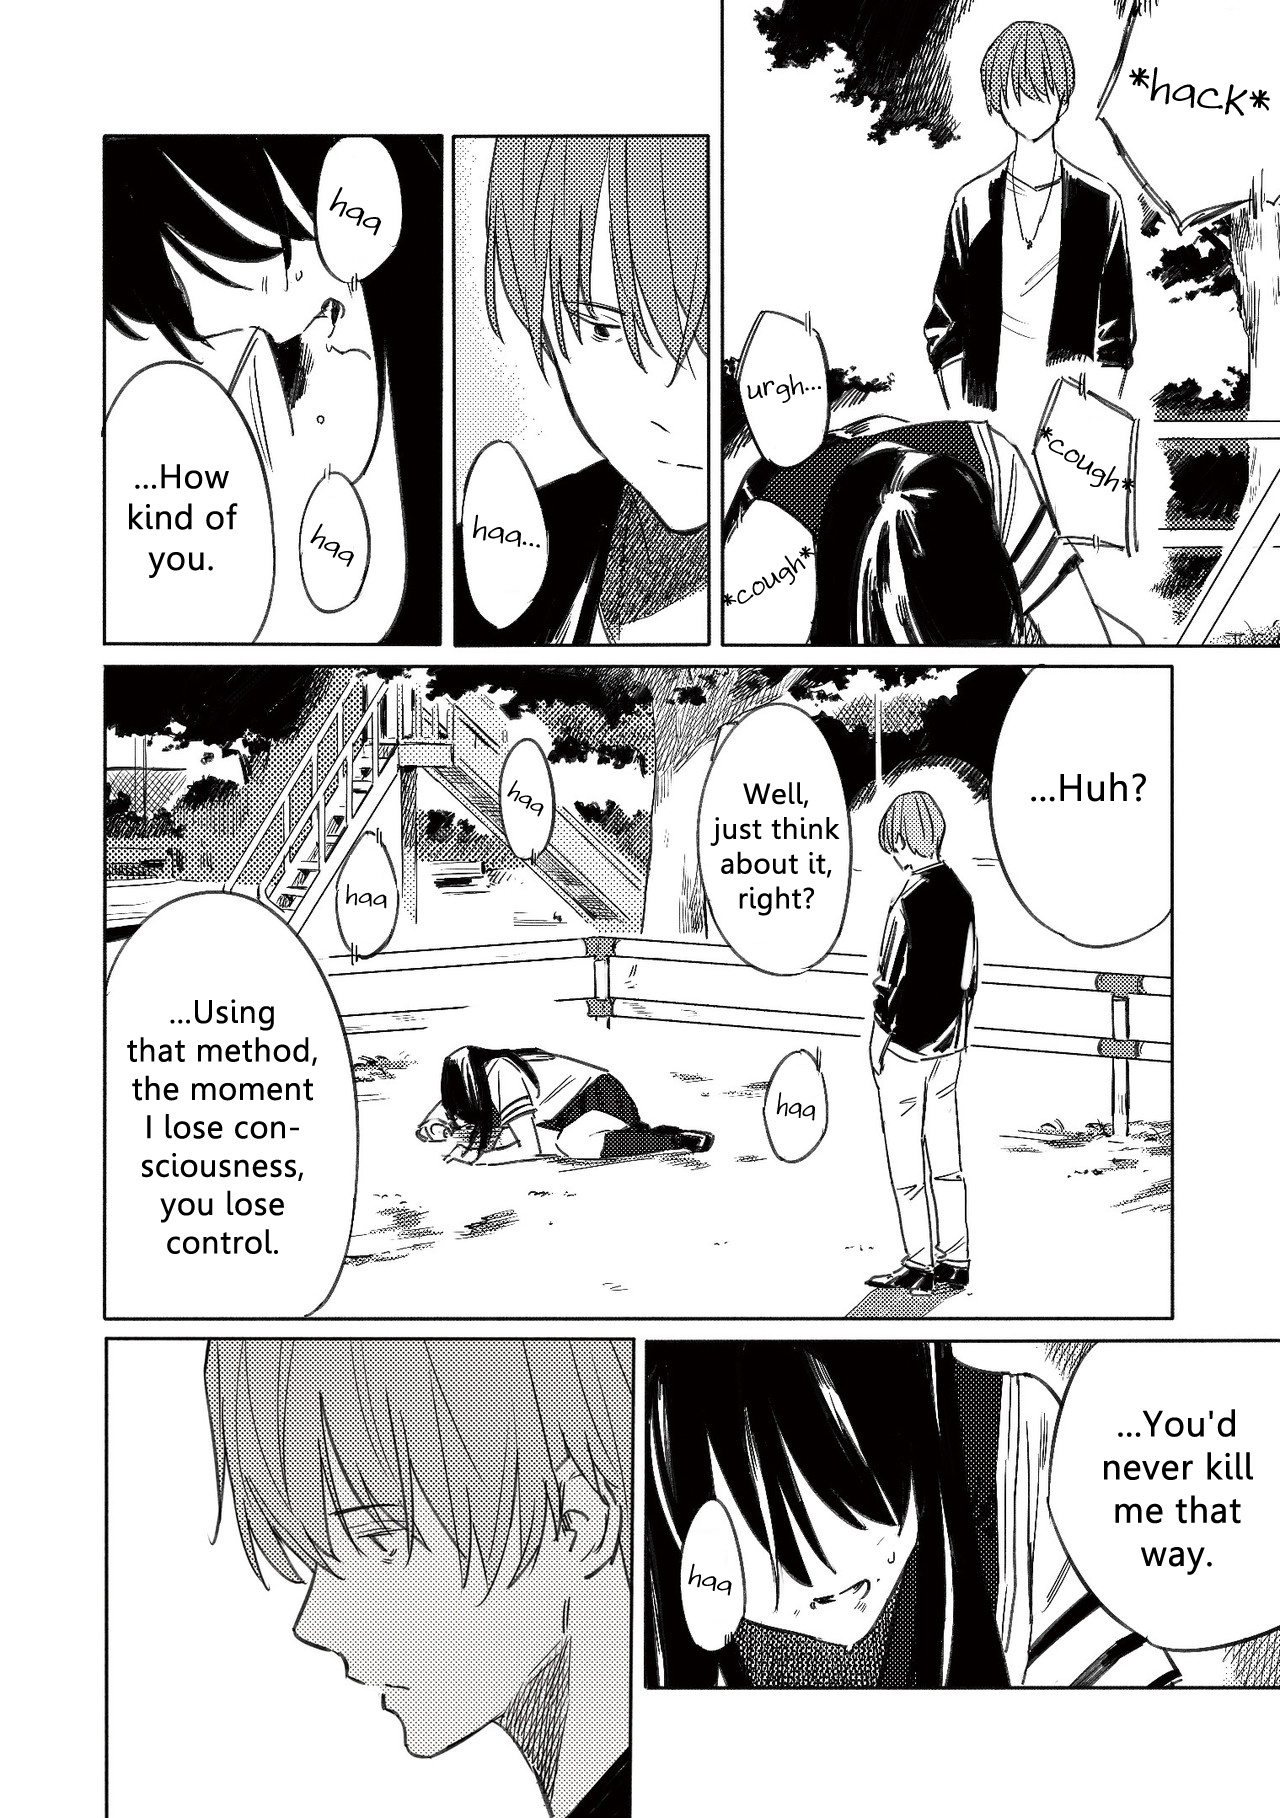 *hack*
urgh...
*cough*
*cough*
haa...
haa
...How
kind of
you.
haa
...Huh?
Well,
just think
about it,
right?
haa
haa
haa
...Using
that method,
the moment
I lose con-
sciousness,
you lose
control.
...You'd
never kill
me that
way.
haa